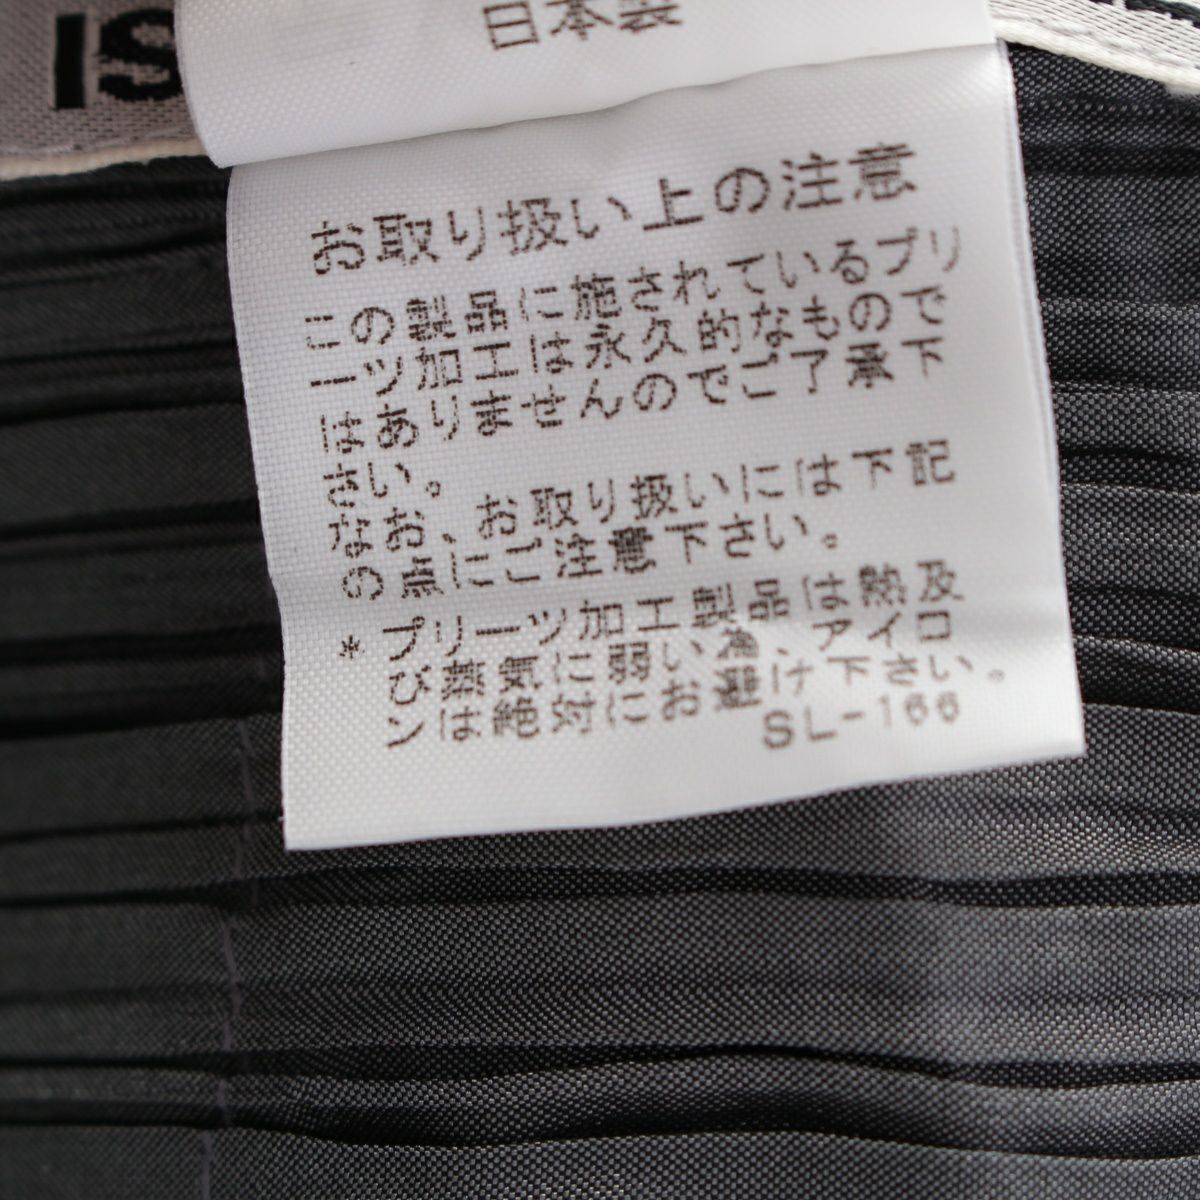 IS
日本製
お取り扱い上の注意
この製品に施されているプリ
ーツ加工は永久的なもので
はありませんのでご了承下
さい。
なお、お取り扱いには下記
の点にご注意下さい。
* プリーツ加工製品は熱及
び蒸気に弱い為、アイロ
ンは絶対にお避け下さい。
SL-166